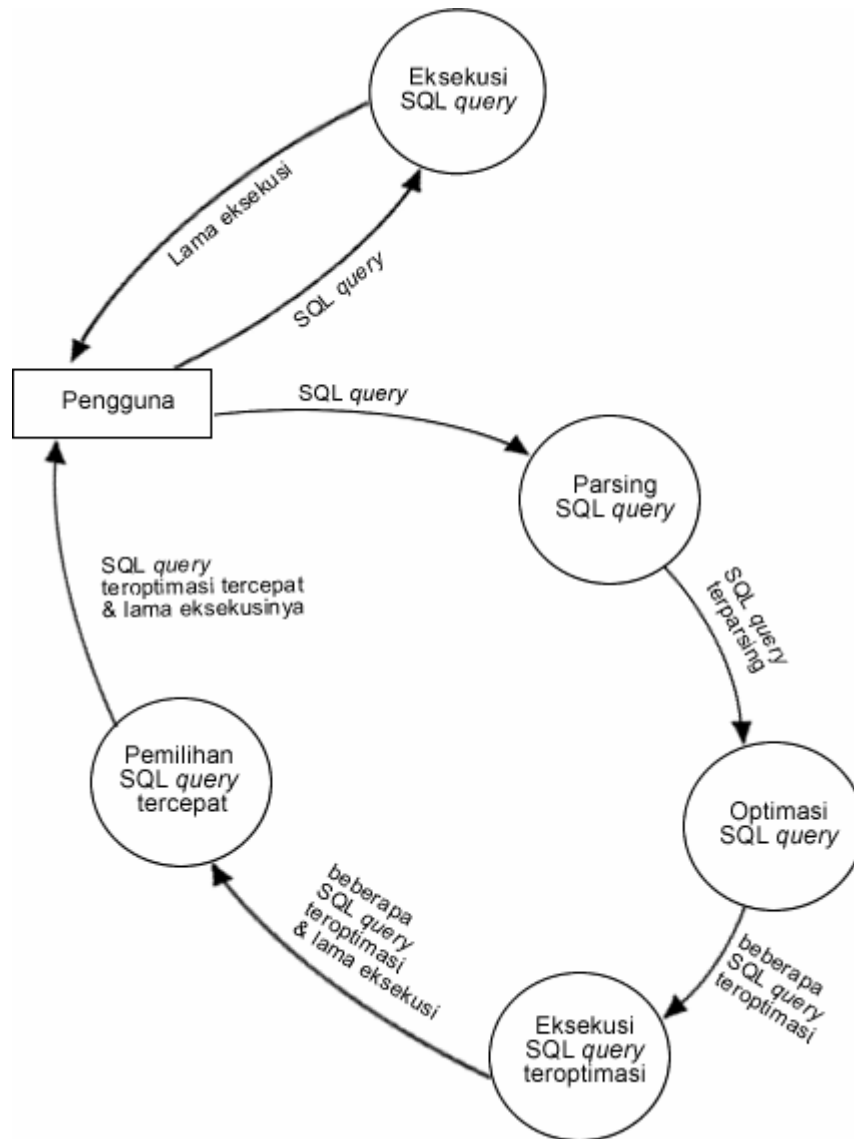 Eksekusi
SQL query
Lama eksekusi
SQL query
Pengguna
SQL query
Parsing
SQL query
SQL query
teroptimasi tercepat
& lama eksekusinya
SQL query
terparsing
Pemilihan
SQL query
tercepat
Optimasi
SQL query
beberapa
SQL query
teroptimasi
& lama eksekusi
beberapa
SQL query
teroptimasi
Eksekusi
SQL query
teroptimasi